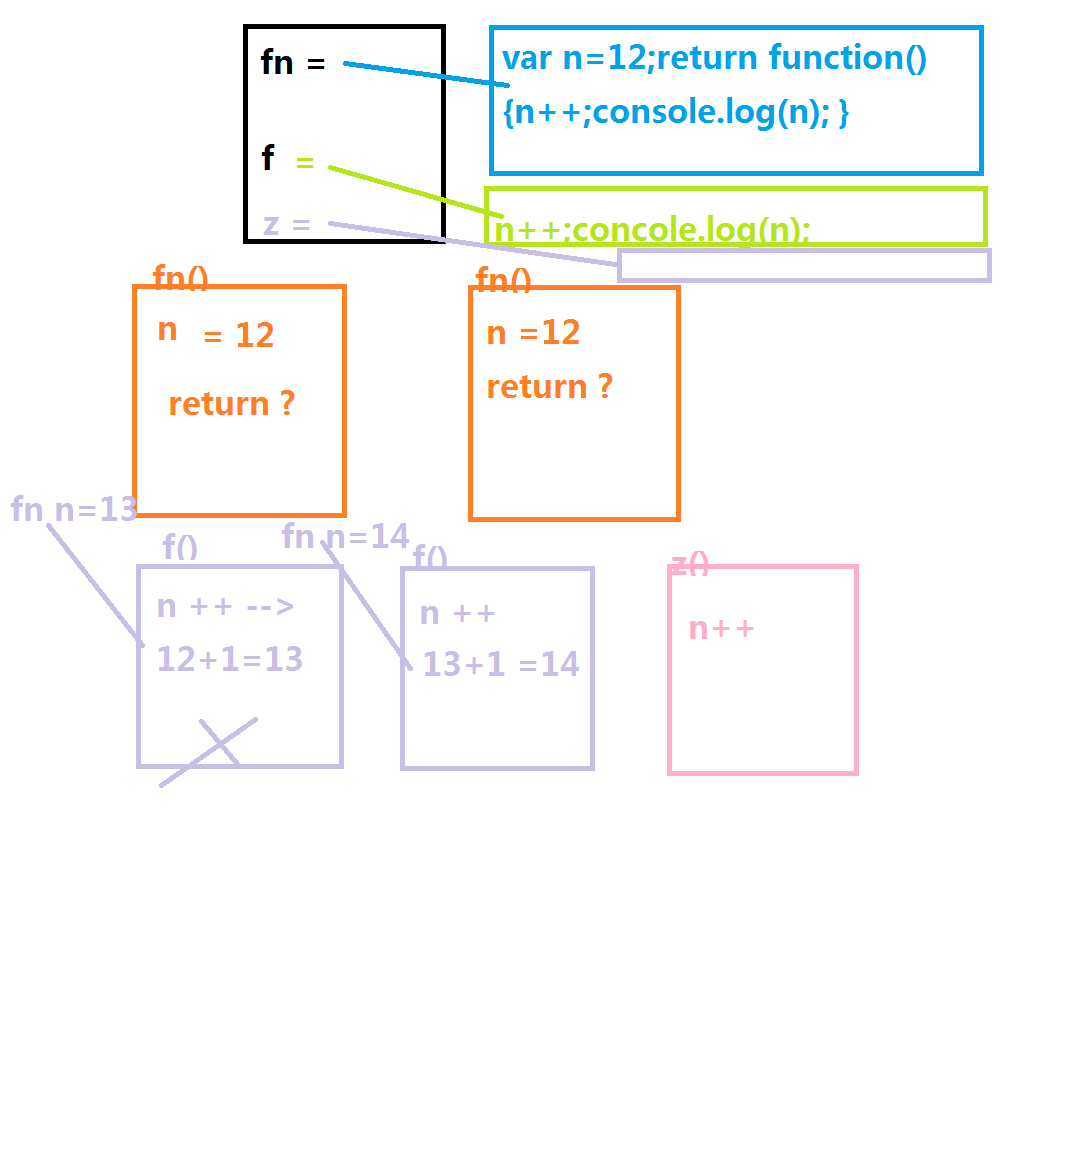 fn =
var n=12;return function()
{n++;console.log(n); }
f =
z =
n++;concole.log(n);
fn()
n = 12
return ?
fn()
n =12
return ?
fn n=13
f()
n ++ -->
12+1=13
fn n=14
f()
n ++
13+1 =14
z()
n++